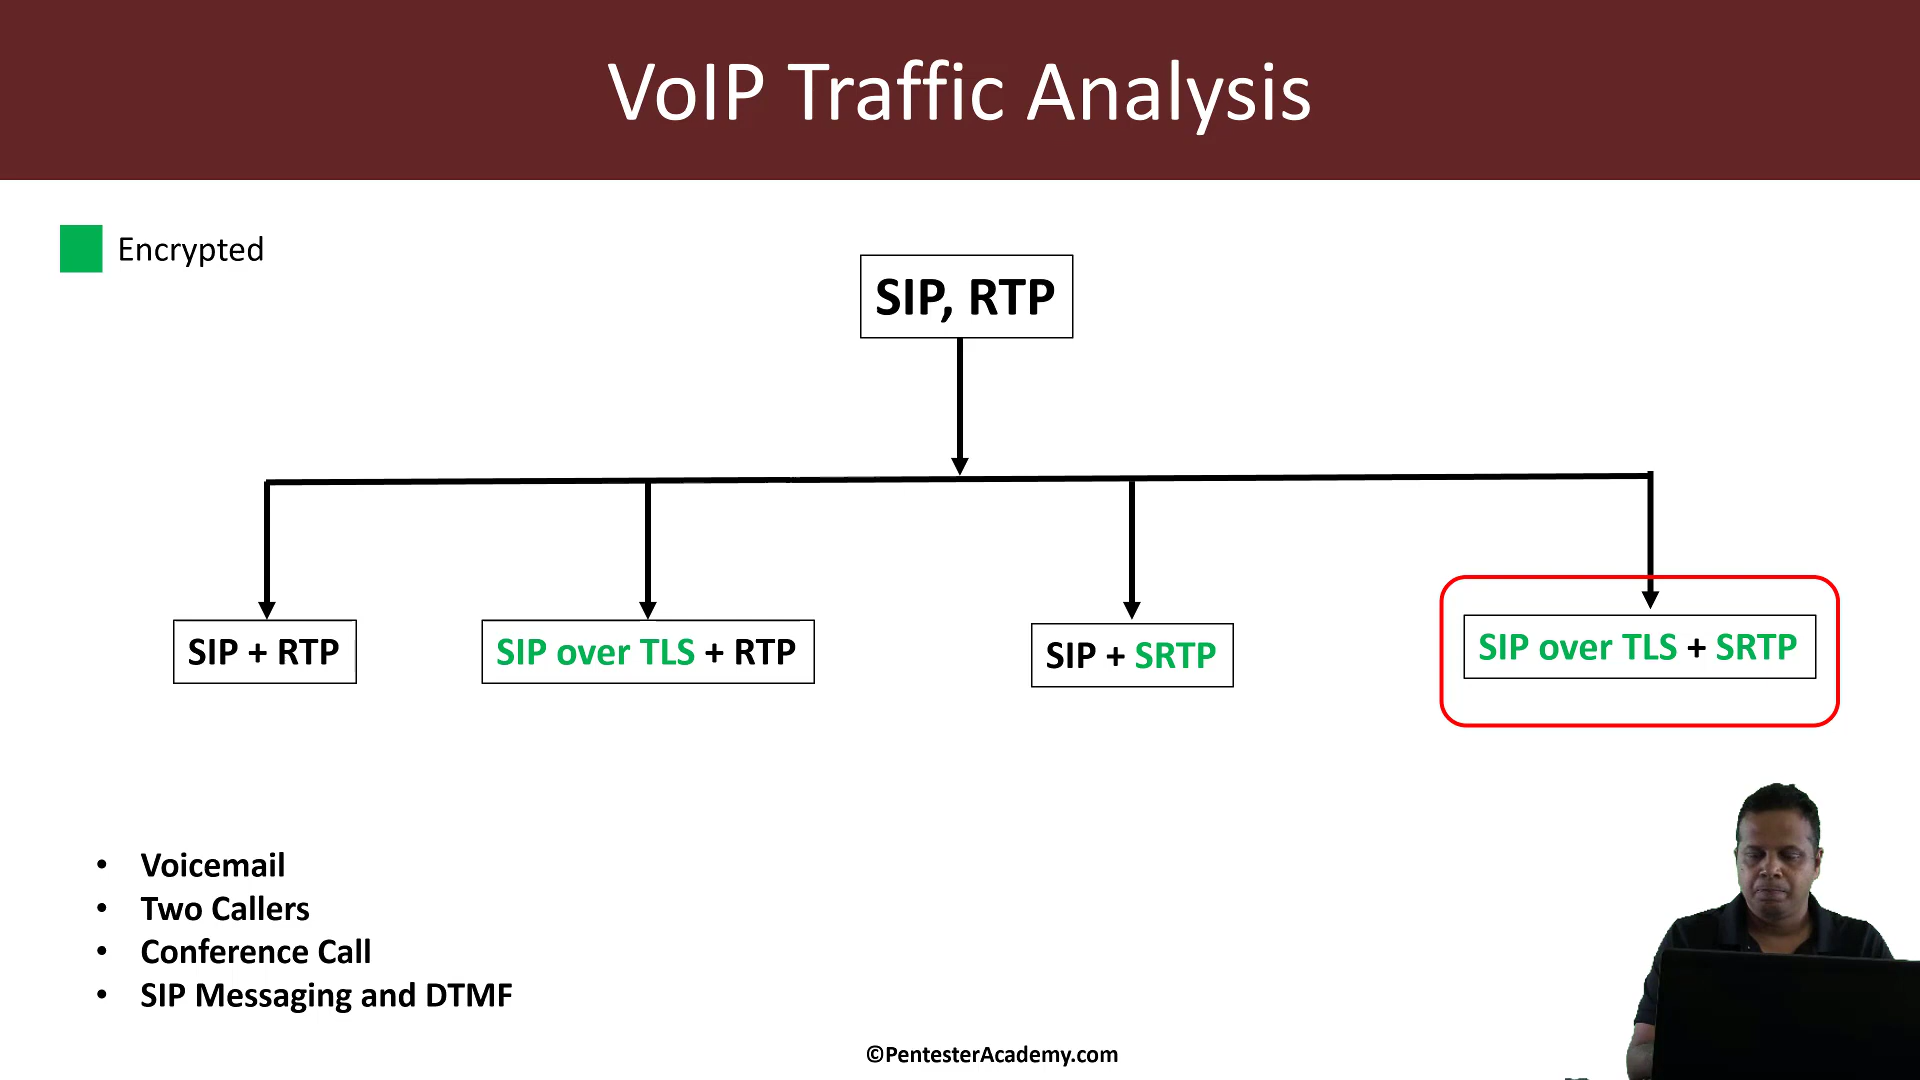 VoIP Traffic Analysis
Encrypted
SIP, RTP
SIP + RTP
SIP over TLS + RTP
SIP + SRTP
SIP over TLS + SRTP
• Voicemail
• Two Callers
• Conference Call
• SIP Messaging and DTMF
©PentesterAcademy.com